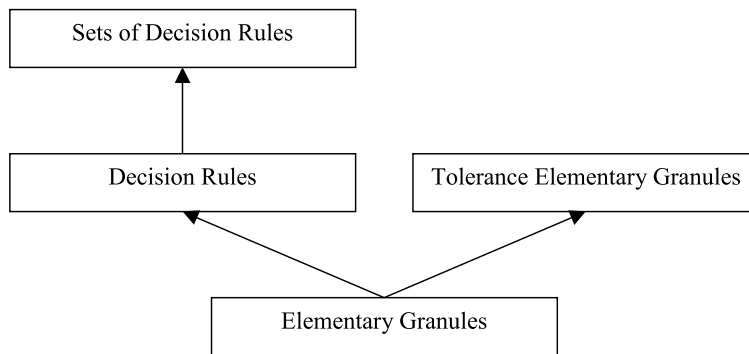 Sets of Decision Rules
Decision Rules
Tolerance Elementary Granules
Elementary Granules